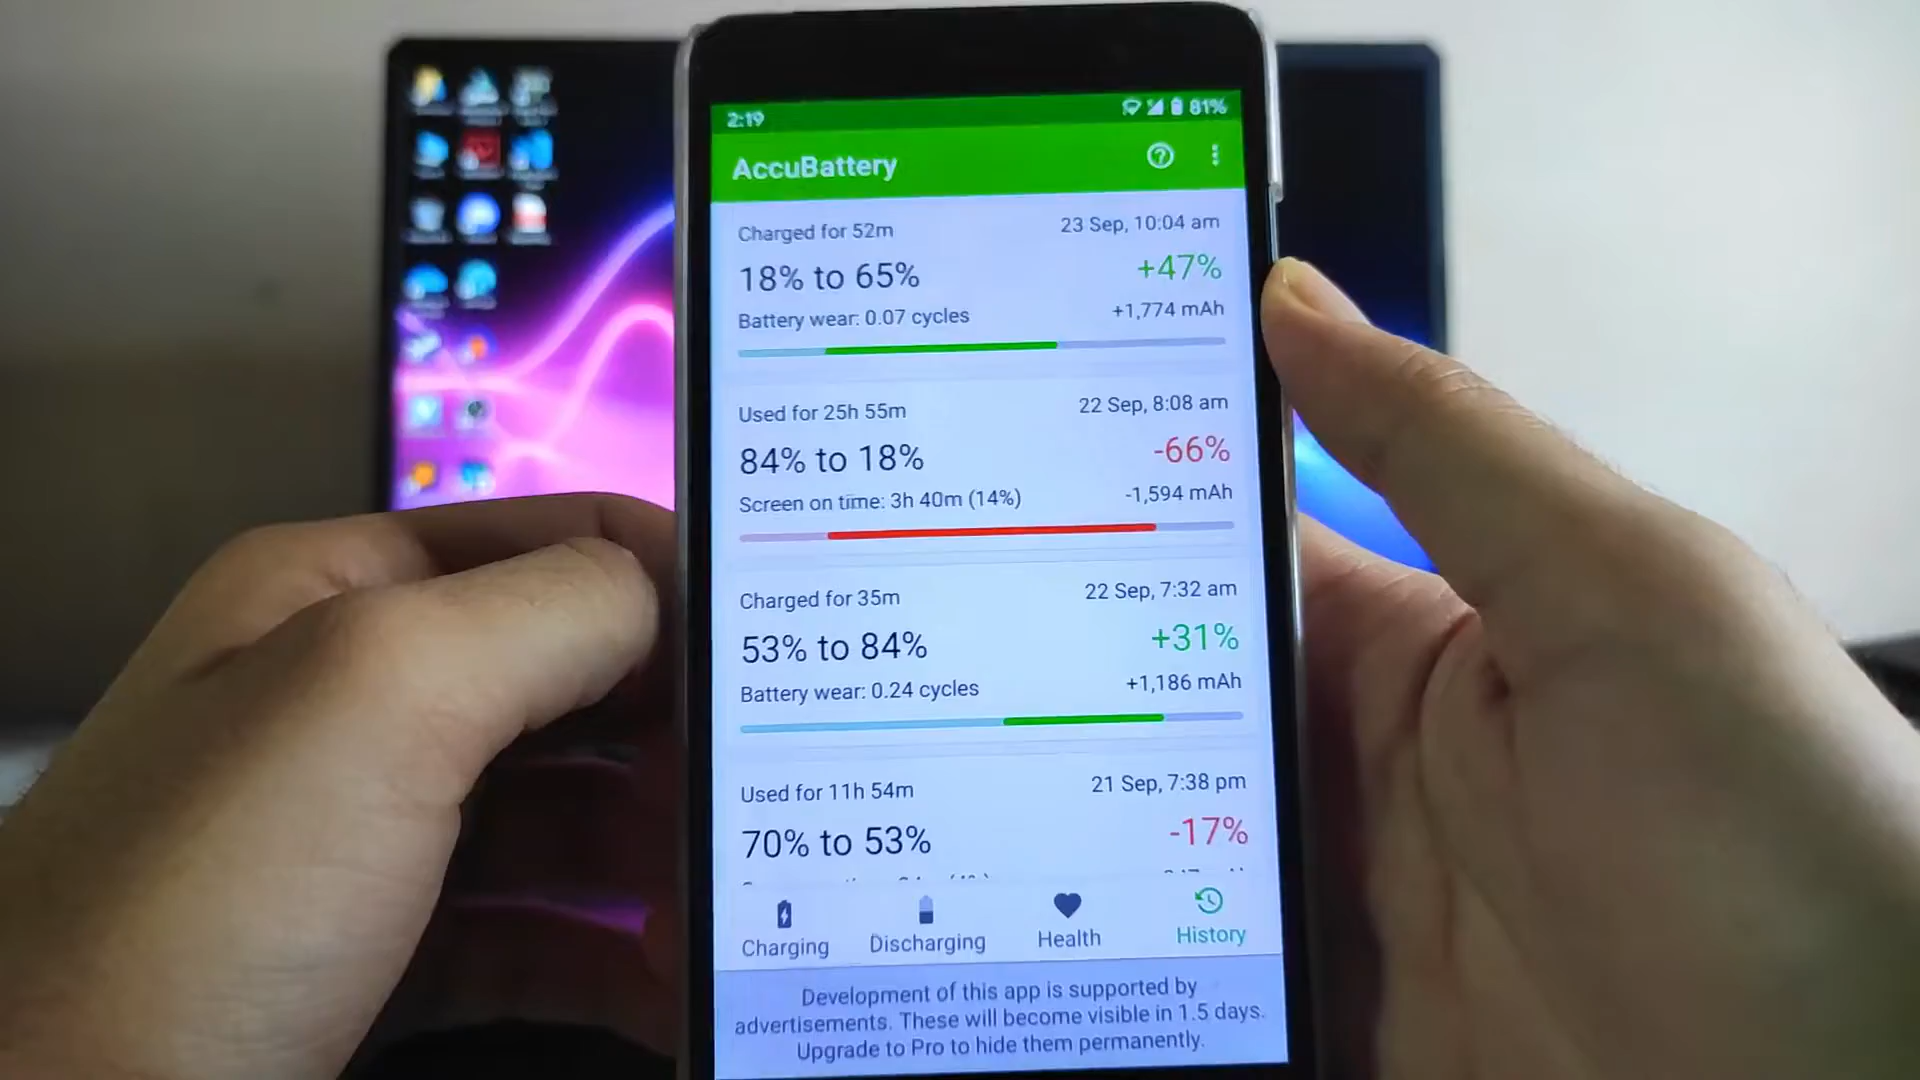 2:19 81%
AccuBattery
Charged for 52m 23 Sep, 10:04 am
18% to 65% +47%
Battery wear: 0.07 cycles +1,774 mAh
Used for 25h 55m 22 Sep, 8:08 am
84% to 18% -66%
Screen on time: 3h 40m (14%) -1,594 mAh
Charged for 35m 22 Sep, 7:32 am
53% to 84% +31%
Battery wear: 0.24 cycles +1,186 mAh
Used for 11h 54m 21 Sep, 7:38 pm
70% to 53% -17%
Charging Discharging Health History
Development of this app is supported by
advertisements. These will become visible in 1.5 days.
Upgrade to Pro to hide them permanently.